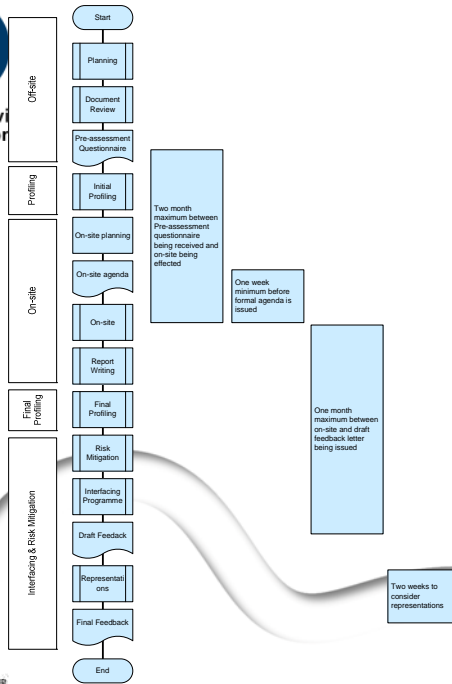 Start
Off-site
Planning
Document
Review
Pre-assessment
Questionnaire
Profiling
Initial
Profiling
Two month
maximum between
Pre-assessment
questionnaire
being received and
on-site being
effected
On-site
On-site planning
On-site agenda
One week
minimum before
formal agenda is
issued
On-site
Report
Writing
Final
Profiling
Final
Profiling
One month
maximum between
on-site and draft
feedback letter
being issued
Interfacing & Risk Mitigation
Risk
Mitigation
Interfacing
Programme
Draft Feedack
Representati
ons
Two weeks to
consider
representations
Final Feedback
End